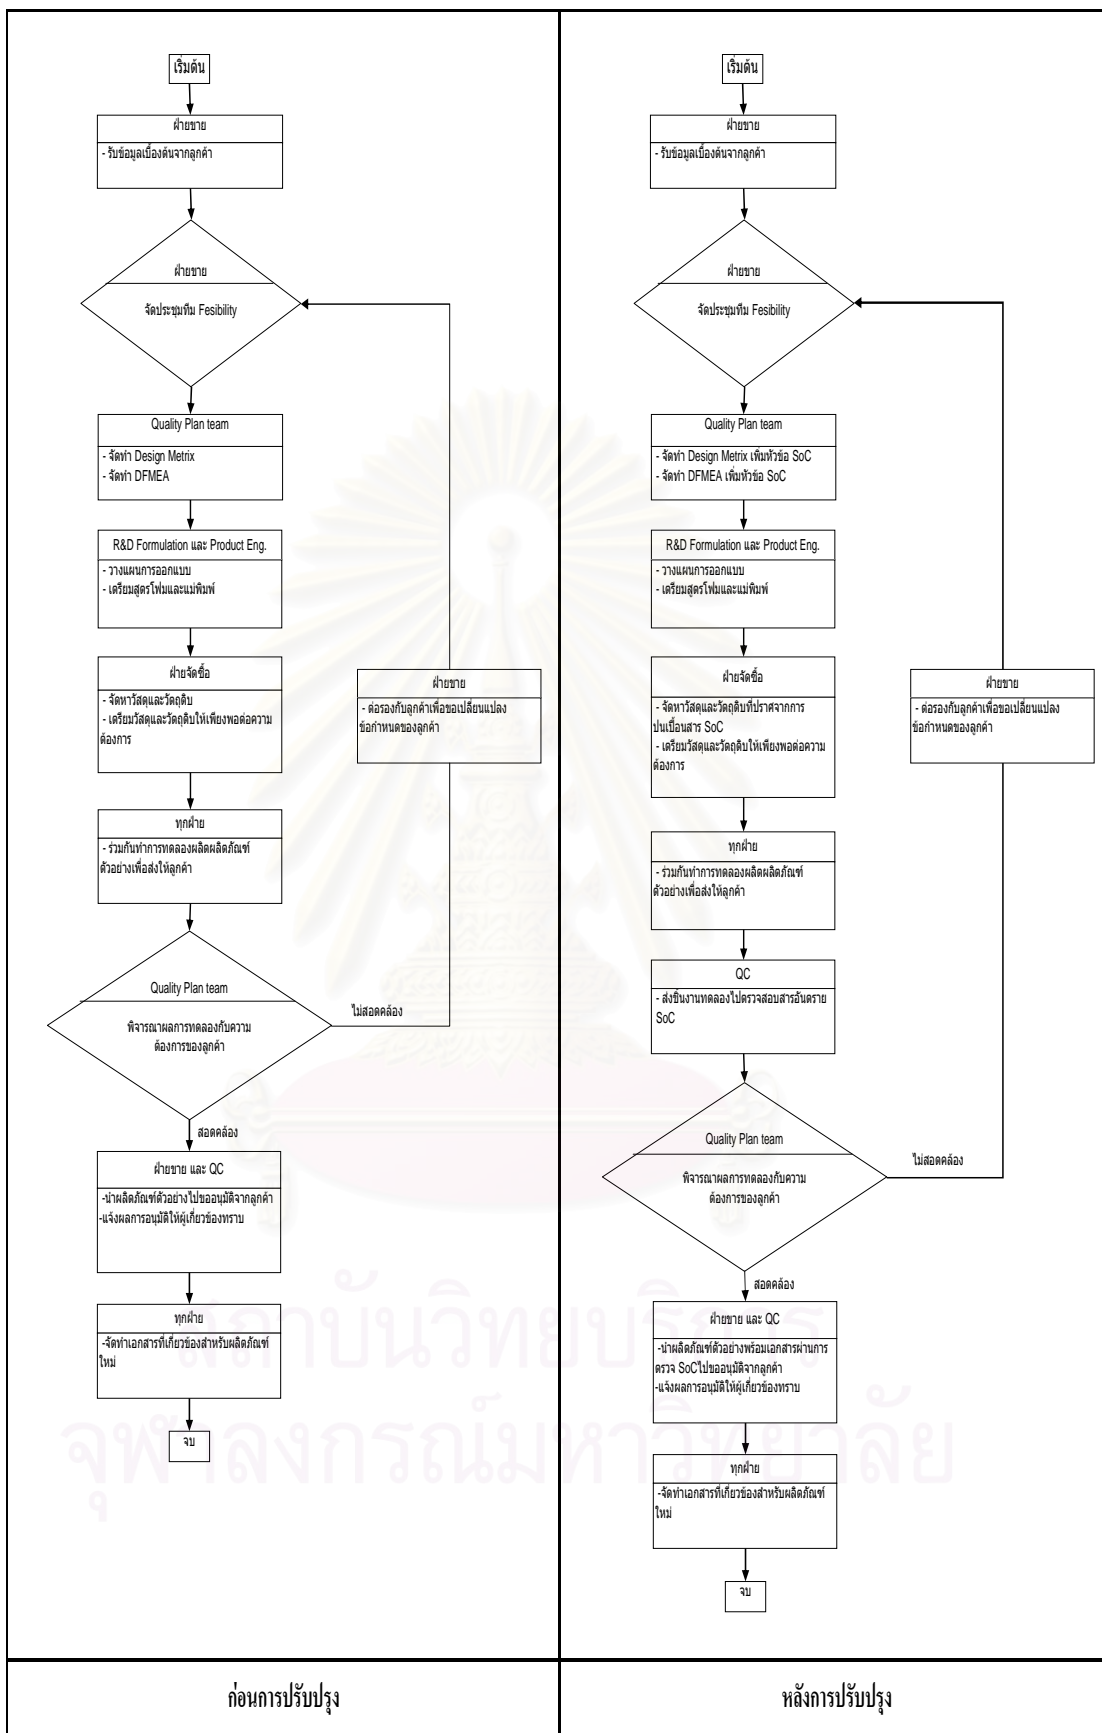 เริ่มต้น
ฝ่ายขาย
- รับข้อมูลเบื้องต้นจากลูกค้า
ฝ่ายขาย
จัดประชุมทีม Fesibility
Quality Plan team
- จัดทำ Design Metrix
- จัดทำ DFMEA
R&D Formulation และ Product Eng.
- วางแผนการออกแบบ
- เตรียมสูตรโฟมและแม่พิมพ์
ฝ่ายจัดซื้อ
- จัดหาวัสดุและวัตถุดิบ
- เตรียมวัสดุและวัตถุดิบให้เพียงพอต่อความ
ต้องการ
ฝ่ายขาย
- ต่อรองกับลูกค้าเพื่อขอเปลี่ยนแปลง
ข้อกำหนดของลูกค้า
ทุกฝ่าย
- ร่วมกันทำการทดลองผลิตผลิตภัณฑ์
ตัวอย่างเพื่อส่งให้ลูกค้า
Quality Plan team
พิจารณาผลการทดลองกับความ
ต้องการของลูกค้า
ไม่สอดคล้อง
สอดคล้อง
ฝ่ายขาย และ QC
-นำผลิตภัณฑ์ตัวอย่างไปขออนุมัติจากลูกค้า
-แจ้งผลการอนุมัติให้ผู้เกี่ยวข้องทราบ
ทุกฝ่าย
-จัดทำเอกสารที่เกี่ยวข้องสำหรับผลิตภัณฑ์
ใหม่
จบ
ก่อนการปรับปรุง
เริ่มต้น
ฝ่ายขาย
- รับข้อมูลเบื้องต้นจากลูกค้า
ฝ่ายขาย
จัดประชุมทีม Fesibility
Quality Plan team
- จัดทำ Design Metrix เพิ่มหัวข้อ SoC
- จัดทำ DFMEA เพิ่มหัวข้อ SoC
R&D Formulation และ Product Eng.
- วางแผนการออกแบบ
- เตรียมสูตรโฟมและแม่พิมพ์
ฝ่ายจัดซื้อ
- จัดหาวัสดุและวัตถุดิบที่ปราศจากการ
ปนเปื้อนสาร SoC
- เตรียมวัสดุและวัตถุดิบให้เพียงพอต่อความ
ต้องการ
ฝ่ายขาย
- ต่อรองกับลูกค้าเพื่อขอเปลี่ยนแปลง
ข้อกำหนดของลูกค้า
ทุกฝ่าย
- ร่วมกันทำการทดลองผลิตผลิตภัณฑ์
ตัวอย่างเพื่อส่งให้ลูกค้า
QC
- ส่งชิ้นงานทดลองไปตรวจสอบสารอันตราย
SoC
Quality Plan team
พิจารณาผลการทดลองกับความ
ต้องการของลูกค้า
ไม่สอดคล้อง
สอดคล้อง
ฝ่ายขาย และ QC
-นำผลิตภัณฑ์ตัวอย่างพร้อมเอกสารผ่านการ
ตรวจ SoCไปขออนุมัติจากลูกค้า
-แจ้งผลการอนุมัติให้ผู้เกี่ยวข้องทราบ
ทุกฝ่าย
-จัดทำเอกสารที่เกี่ยวข้องสำหรับผลิตภัณฑ์
ใหม่
จบ
หลังการปรับปรุง
สถาบันวิทยบริการ
จุฬาลงกรณ์มหาวิทยาลัย